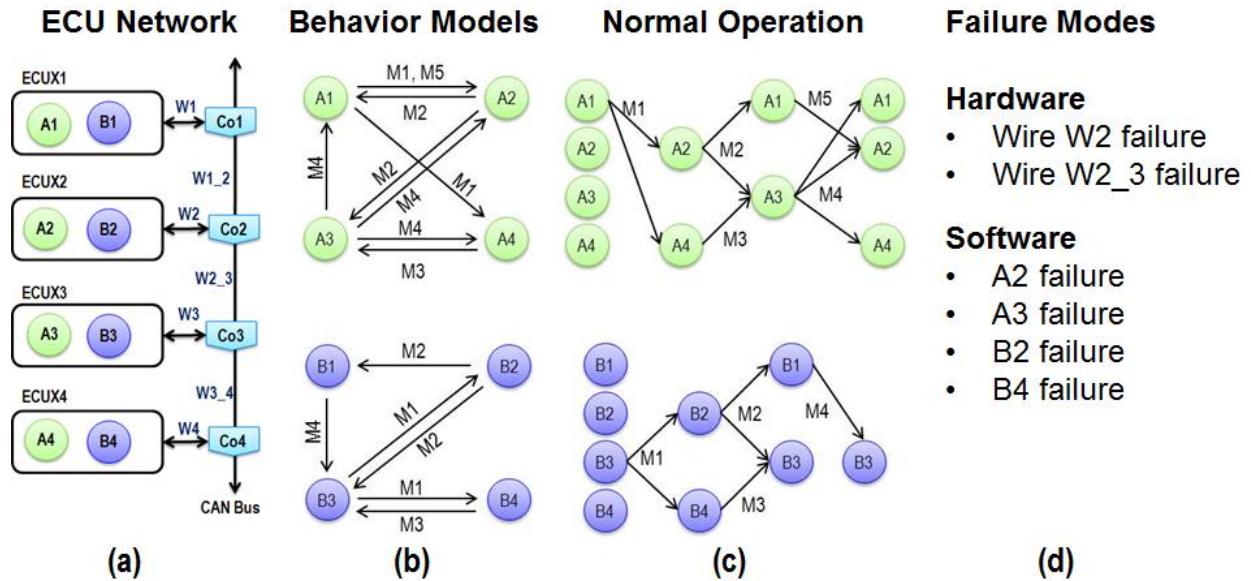 ECU Network
Behavior Models
Normal Operation
Failure Modes
ECUX1
A1
B1
W1
Co1
W1_2
ECUX2
A2
B2
W2
Co2
W2_3
ECUX3
A3
B3
W3
Co3
W3_4
ECUX4
A4
B4
W4
Co4
CAN Bus
(a)
A1
M1, M5
A2
M2
M4
M2
M4
M1
A3
M4
A4
M3
B1
M2
B2
M4
M1
M2
B3
M1
B4
M3
(b)
A1
M1
A1
M5
A1
A2
A2
M2
A2
A3
A3
M4
A4
A4
M3
A4
B1
B1
B2
B2
M2
M4
B3
M1
B3
B3
B4
B4
M3
(c)
Hardware
• Wire W2 failure
• Wire W2_3 failure
Software
• A2 failure
• A3 failure
• B2 failure
• B4 failure
(d)